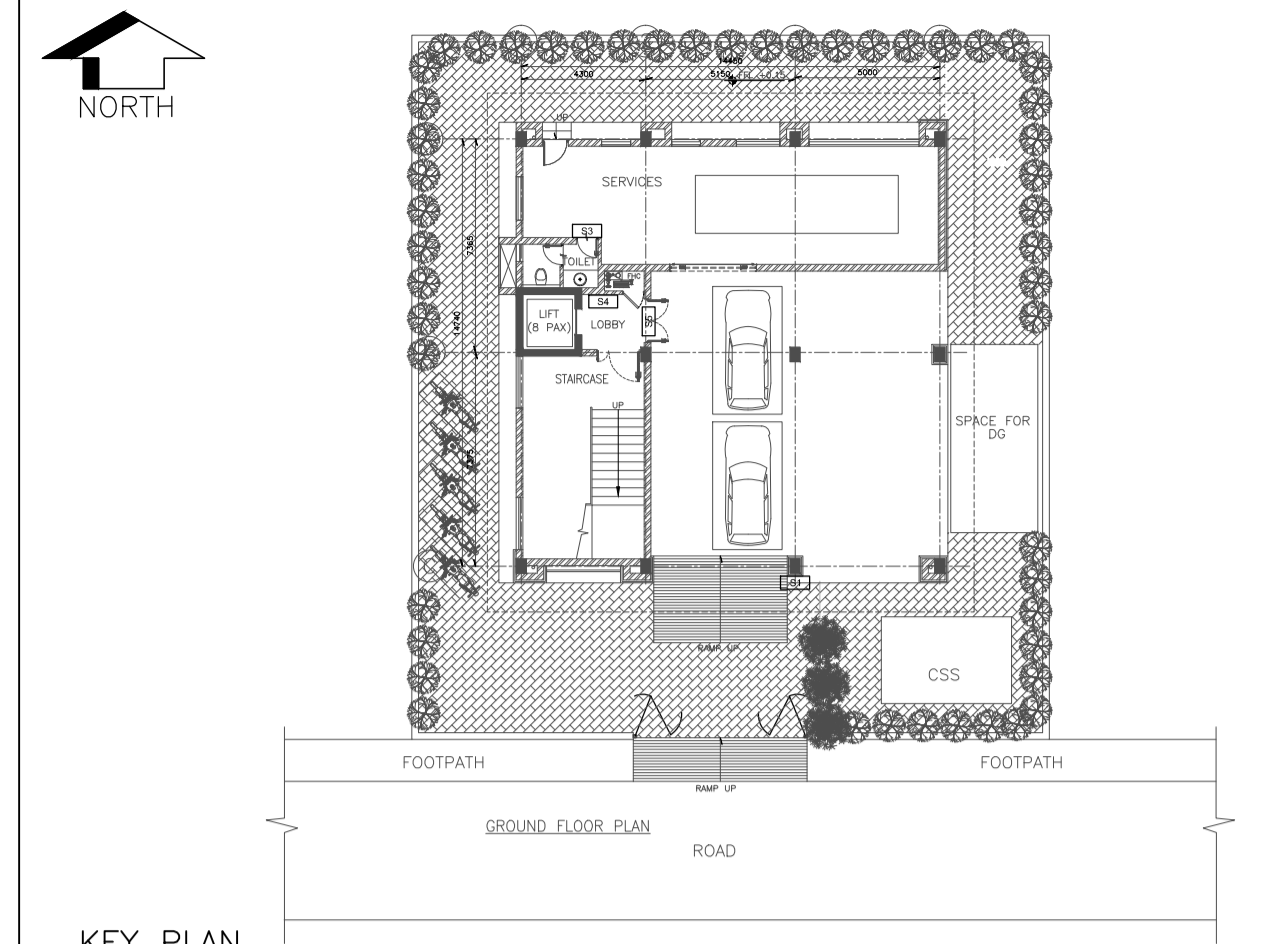 NORTH
14450
4300
5150
FFL +0.15
5000
UP
SERVICES
S3
TOILET
FHC
S4
LIFT
(8 PAX)
LOBBY
S5
7365
14740
STAIRCASE
UP
SPACE FOR
DG
7375
S1
RAMP UP
CSS
FOOTPATH
FOOTPATH
RAMP UP
GROUND FLOOR PLAN
ROAD
KEY PLAN